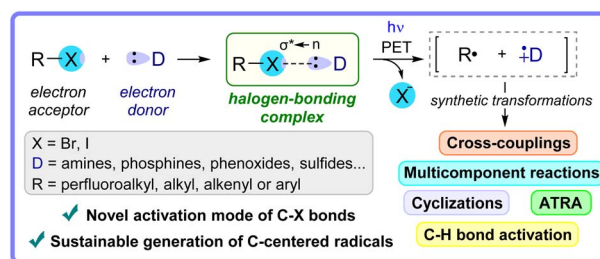 R–X + :D → R–X----:D hν PET [ R• + •+D ]
σ* ← n
X⁻
electron acceptor electron donor
halogen-bonding complex
synthetic transformations
X = Br, I
D = amines, phosphines, phenoxides, sulfides...
R = perfluoroalkyl, alkyl, alkenyl or aryl
Novel activation mode of C-X bonds
Sustainable generation of C-centered radicals
Cross-couplings
Multicomponent reactions
Cyclizations
ATRA
C-H bond activation